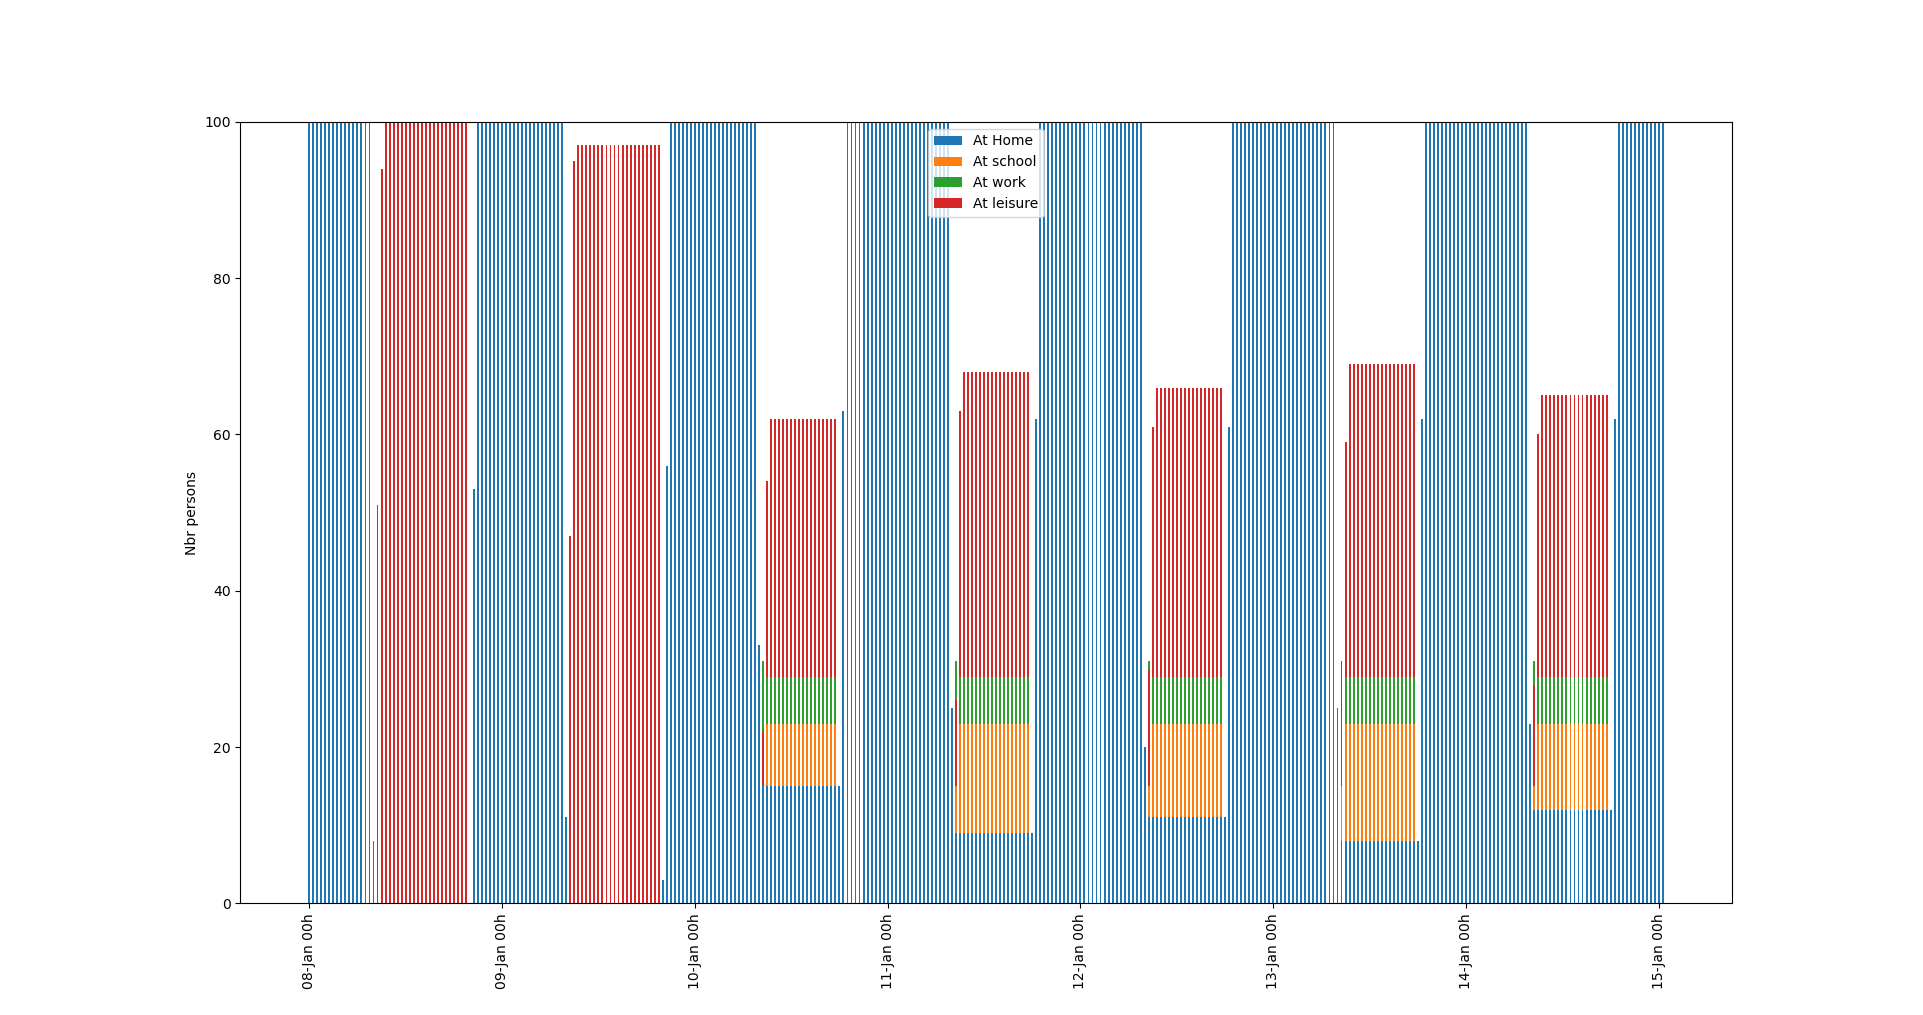 100
80
60
40
20
0
Nbr persons
At Home
At school
At work
At leisure
08-Jan 00h
09-Jan 00h
10-Jan 00h
11-Jan 00h
12-Jan 00h
13-Jan 00h
14-Jan 00h
15-Jan 00h